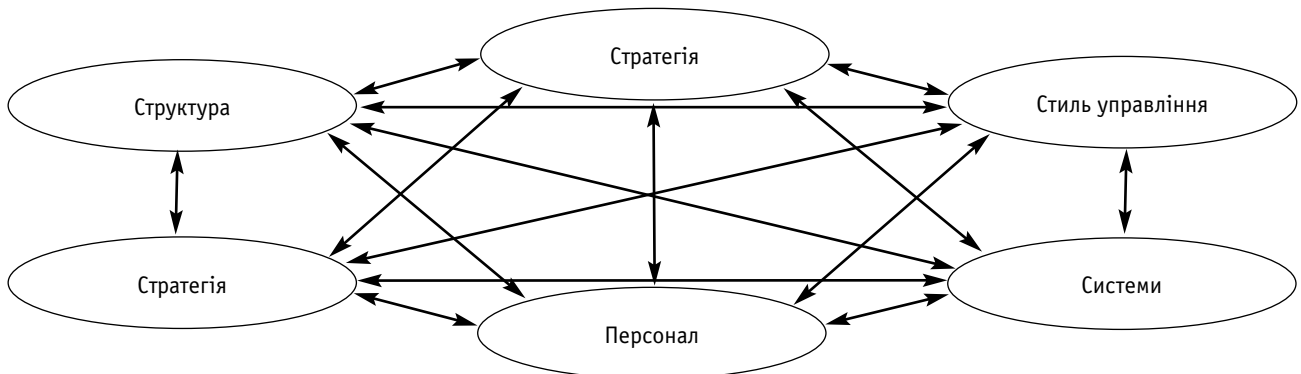 Стратегія
Структура
Стиль управління
Стратегія
Системи
Персонал